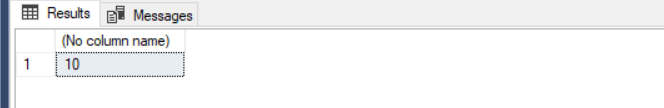 Results Messages
(No column name)
1 10